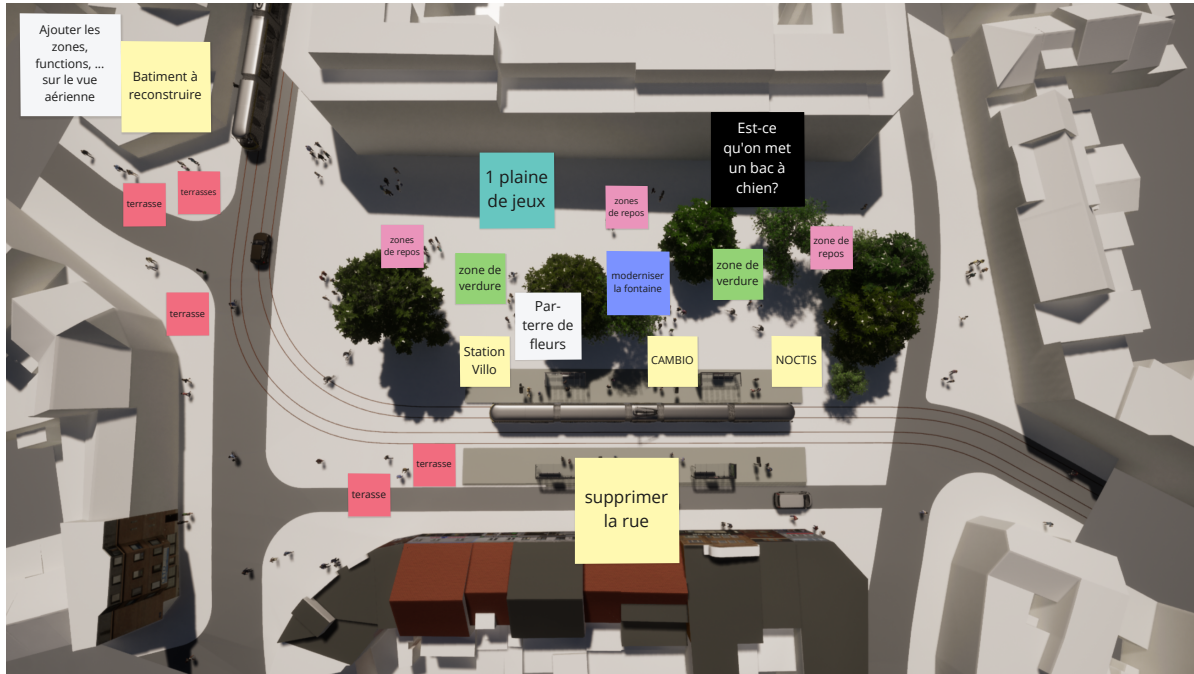 Ajouter les
zones,
functions, ...
sur le vue
aérienne
Batiment à
reconstruire
Est-ce
qu'on met
un bac à
chien?
1 plaine
de jeux
terrasse
terrasses
zones
de repos
zones
de repos
zone de
repos
zone de
verdure
moderniser
la fontaine
zone de
verdure
terrasse
Par-
terre de
fleurs
Station
Villo
CAMBIO
NOCTIS
terrasse
terasse
supprimer
la rue